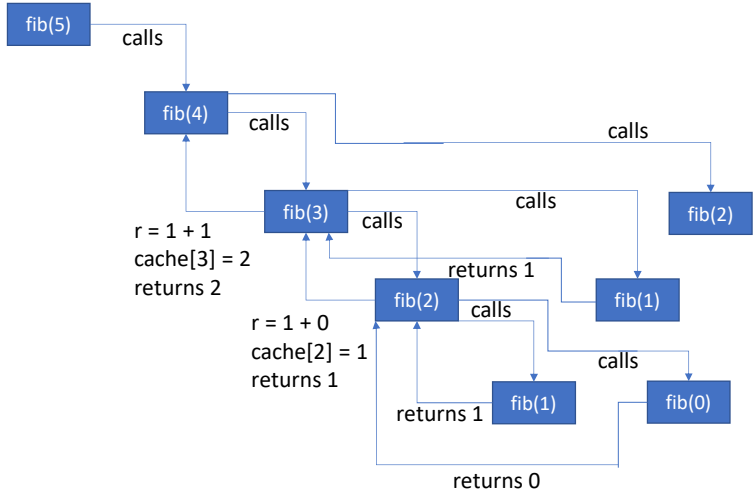 fib(5)
calls
fib(4)
calls
calls
fib(3)
calls
calls
fib(2)
r = 1 + 1
cache[3] = 2
returns 2
returns 1
fib(2)
calls
fib(1)
r = 1 + 0
cache[2] = 1
returns 1
calls
returns 1
fib(1)
fib(0)
returns 0